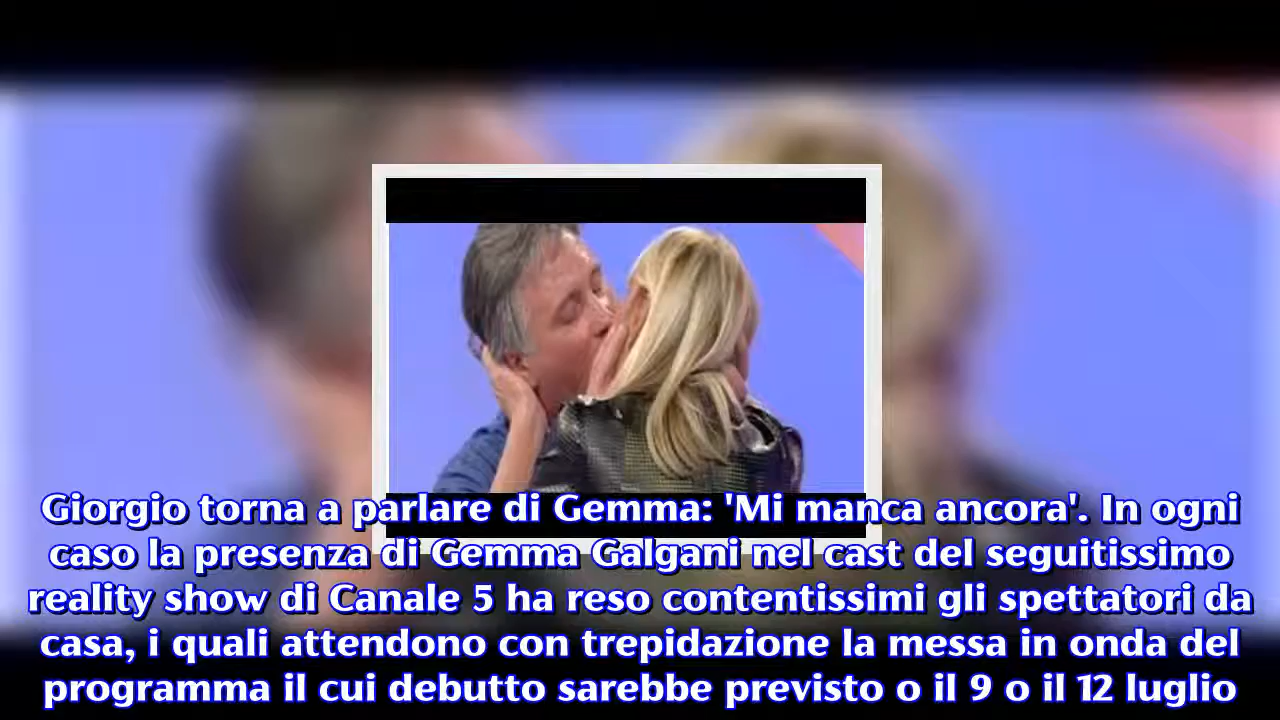 Giorgio torna a parlare di Gemma: 'Mi manca ancora'. In ogni
caso la presenza di Gemma Galgani nel cast del seguitissimo
reality show di Canale 5 ha reso contentissimi gli spettatori da
casa, i quali attendono con trepidazione la messa in onda del
programma il cui debutto sarebbe previsto o il 9 o il 12 luglio